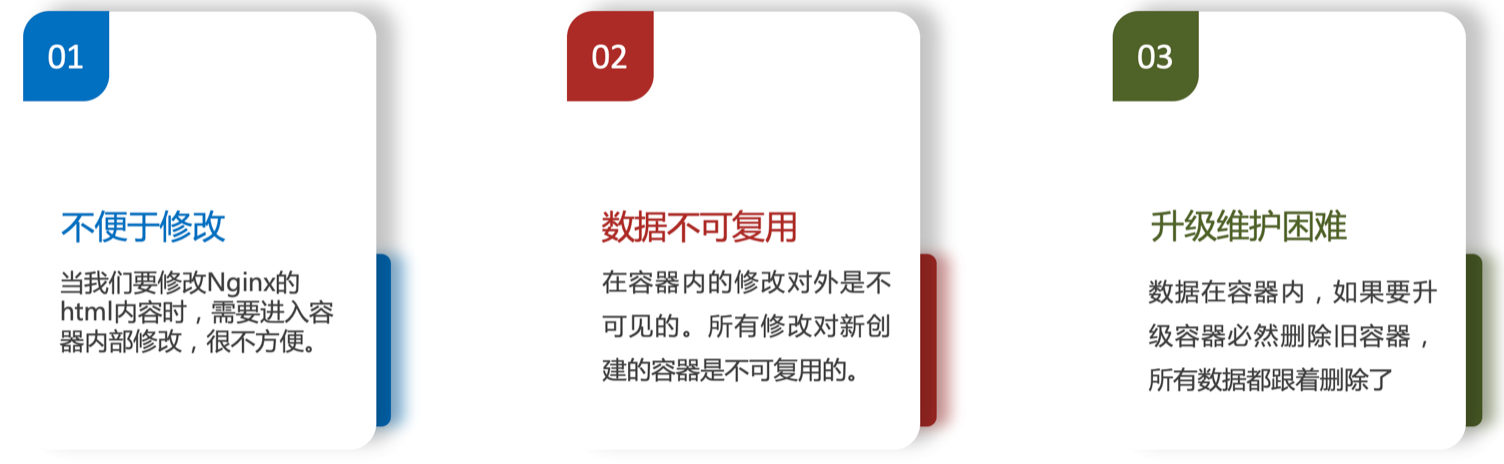 01
不便于修改
当我们要修改Nginx的
html内容时，需要进入容
器内部修改，很不方便。
02
数据不可复用
在容器内的修改对外是不
可见的。所有修改对新创
建的容器是不可复用的。
03
升级维护困难
数据在容器内，如果要升
级容器必然删除旧容器，
所有数据都跟着删除了